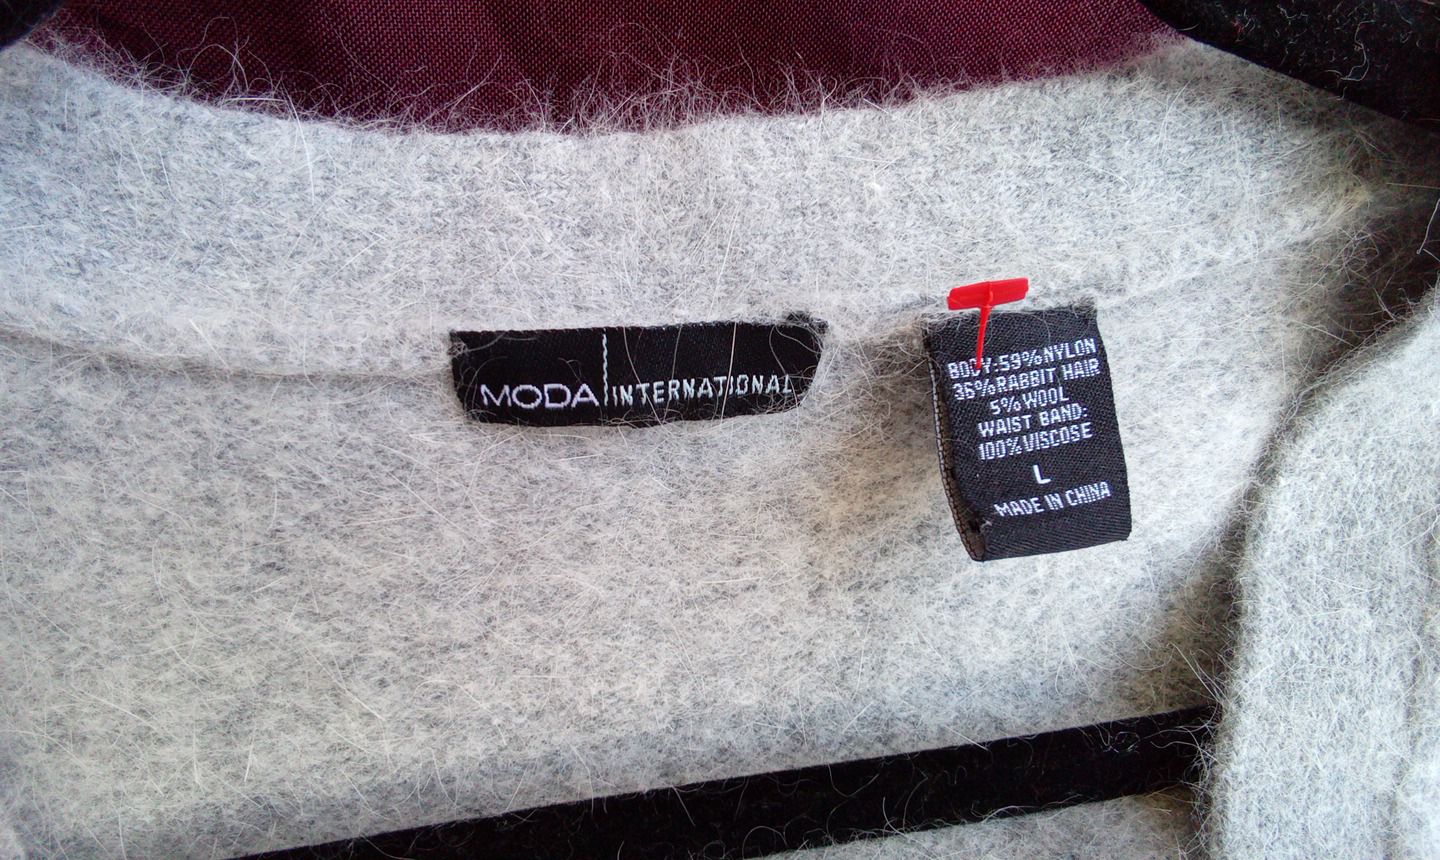 MODA INTERNATIONAL
BODY:59%NYLON
36%RABBIT HAIR
5%WOOL
WAIST BAND:
100%VISCOSE
L
MADE IN CHINA